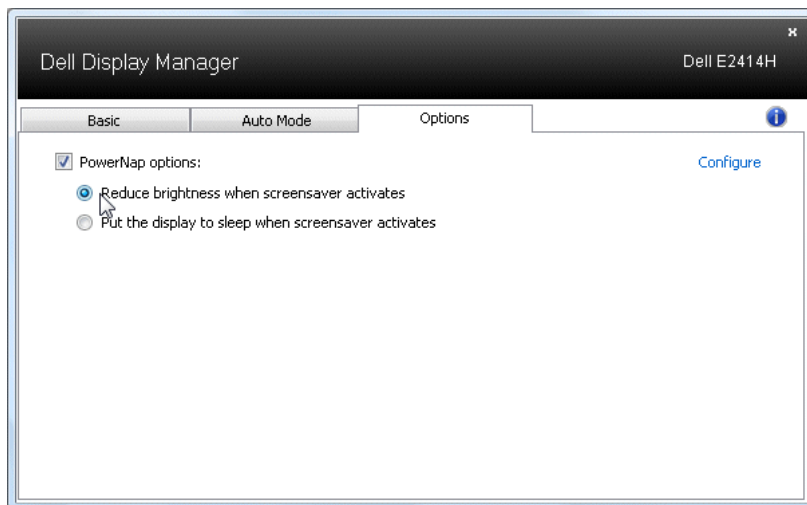 x
Dell Display Manager
Dell E2414H
Basic
Auto Mode
Options
i
PowerNap options:
Configure
Reduce brightness when screensaver activates
Put the display to sleep when screensaver activates